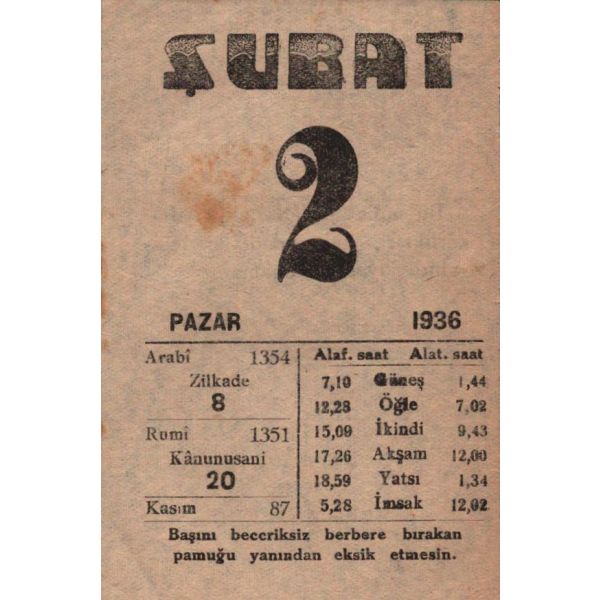 ŞUBAT
2
PAZAR 1936
Arabî 1354
Zilkade
8
Rumî 1351
Kânunusani
20
Kasım 87
Alaf. saat Alat. saat
7,10 Güneş 1,44
12,28 Öğle 7,02
15,09 İkindi 9,43
17,26 Akşam 12,00
18,59 Yatsı 1,34
5,28 İmsak 12,02
Başını beceriksiz berbere bırakan
pamuğu yanından eksik etmesin.